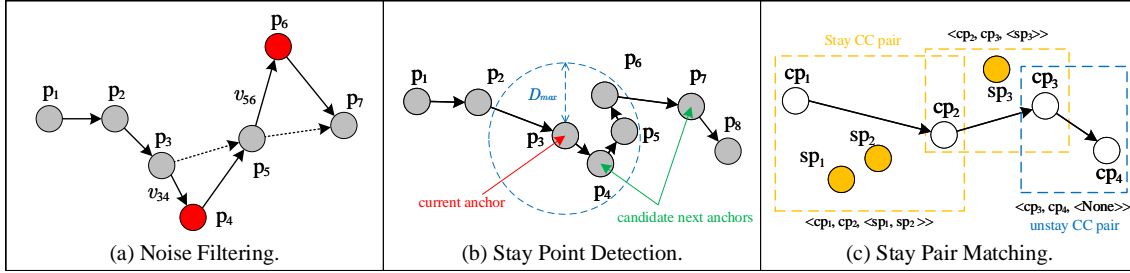 p₁
p₂
p₃
v₃₄
p₄
v₅₆
p₅
p₆
p₇
(a) Noise Filtering.
p₁
p₂
Dmax
p₃
p₄
p₅
p₆
p₇
p₈
current anchor
candidate next anchors
(b) Stay Point Detection.
Stay CC pair
<cp₂, cp₃, <sp₃>>
cp₁
cp₂
sp₃
cp₃
sp₁
sp₂
cp₄
<cp₁, cp₂, <sp₁, sp₂>>
<cp₃, cp₄, <None>>
unstay CC pair
(c) Stay Pair Matching.